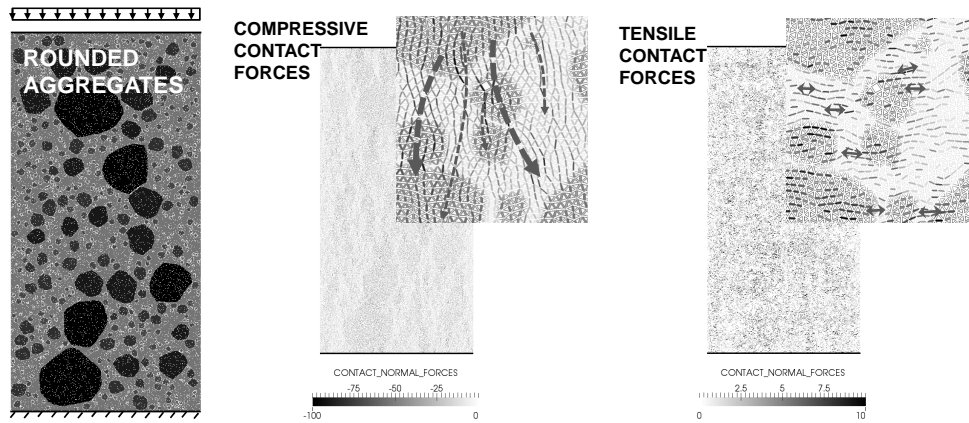 ROUNDED
AGGREGATES
COMPRESSIVE
CONTACT
FORCES
CONTACT_NORMAL_FORCES
-75 -50 -25
-100 0
TENSILE
CONTACT
FORCES
CONTACT_NORMAL_FORCES
2.5 5 7.5
0 10